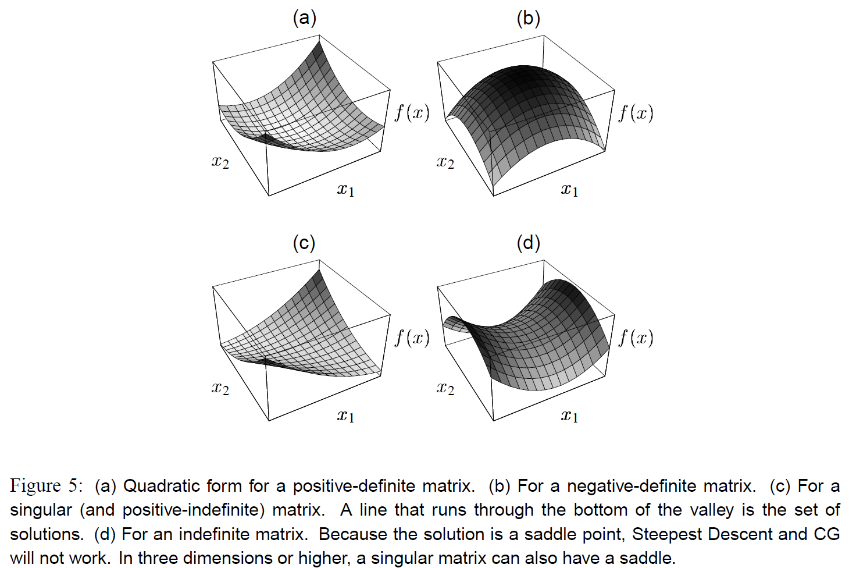 (a)
(b)
f(x)
f(x)
x2
x2
x1
x1
(c)
(d)
f(x)
f(x)
x2
x2
x1
x1
Figure 5: (a) Quadratic form for a positive-definite matrix. (b) For a negative-definite matrix. (c) For a
singular (and positive-indefinite) matrix. A line that runs through the bottom of the valley is the set of
solutions. (d) For an indefinite matrix. Because the solution is a saddle point, Steepest Descent and CG
will not work. In three dimensions or higher, a singular matrix can also have a saddle.